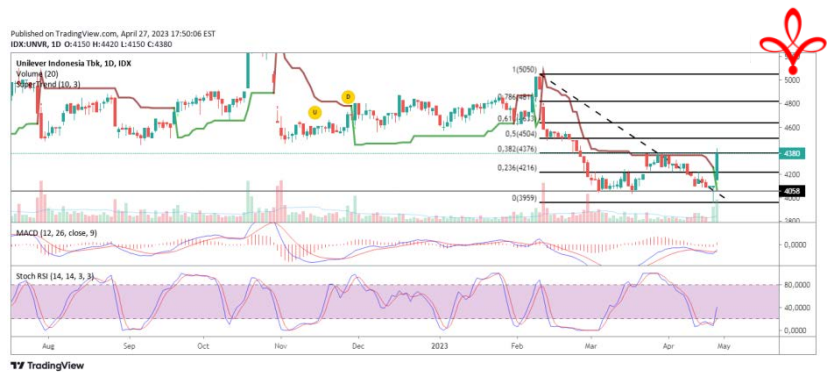 Published on TradingView.com, April 27, 2023 17:50:06 EST
IDX:UNVR, 1D O:4150 H:4420 L:4150 C:4380
Unilever Indonesia Tbk, 1D, IDX
Volume (20)
SuperTrend (10, 3)
U
D
1(5050)
0,5(4504)
0,382(4376)
0,236(4216)
0(3959)
5000
4800
4600
4380
4200
4058
4000
3800
MACD (12, 26, close, 9)
0,0000
Stoch RSI (14, 14, 3, 3)
80,0000
40,0000
0,0000
Aug Sep Oct Nov Dec 2023 Feb Mar Apr May
TradingView